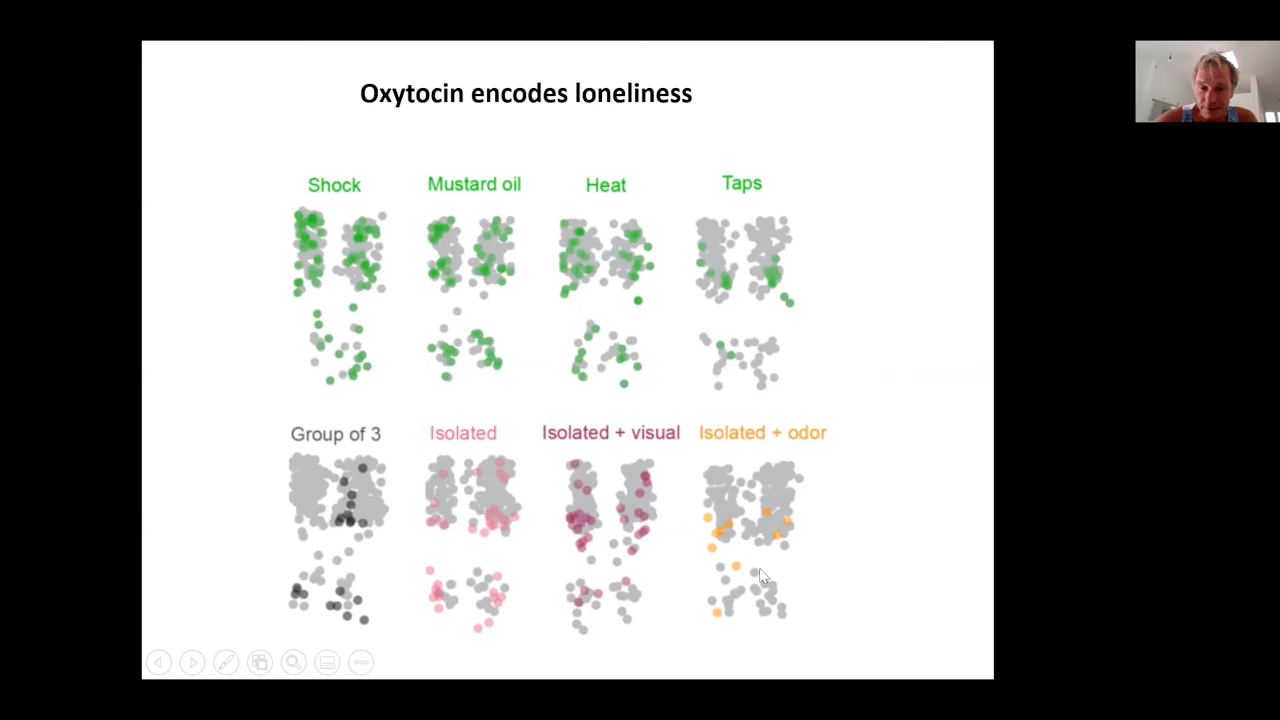 Oxytocin encodes loneliness
Shock Mustard oil Heat Taps
Group of 3 Isolated Isolated + visual Isolated + odor